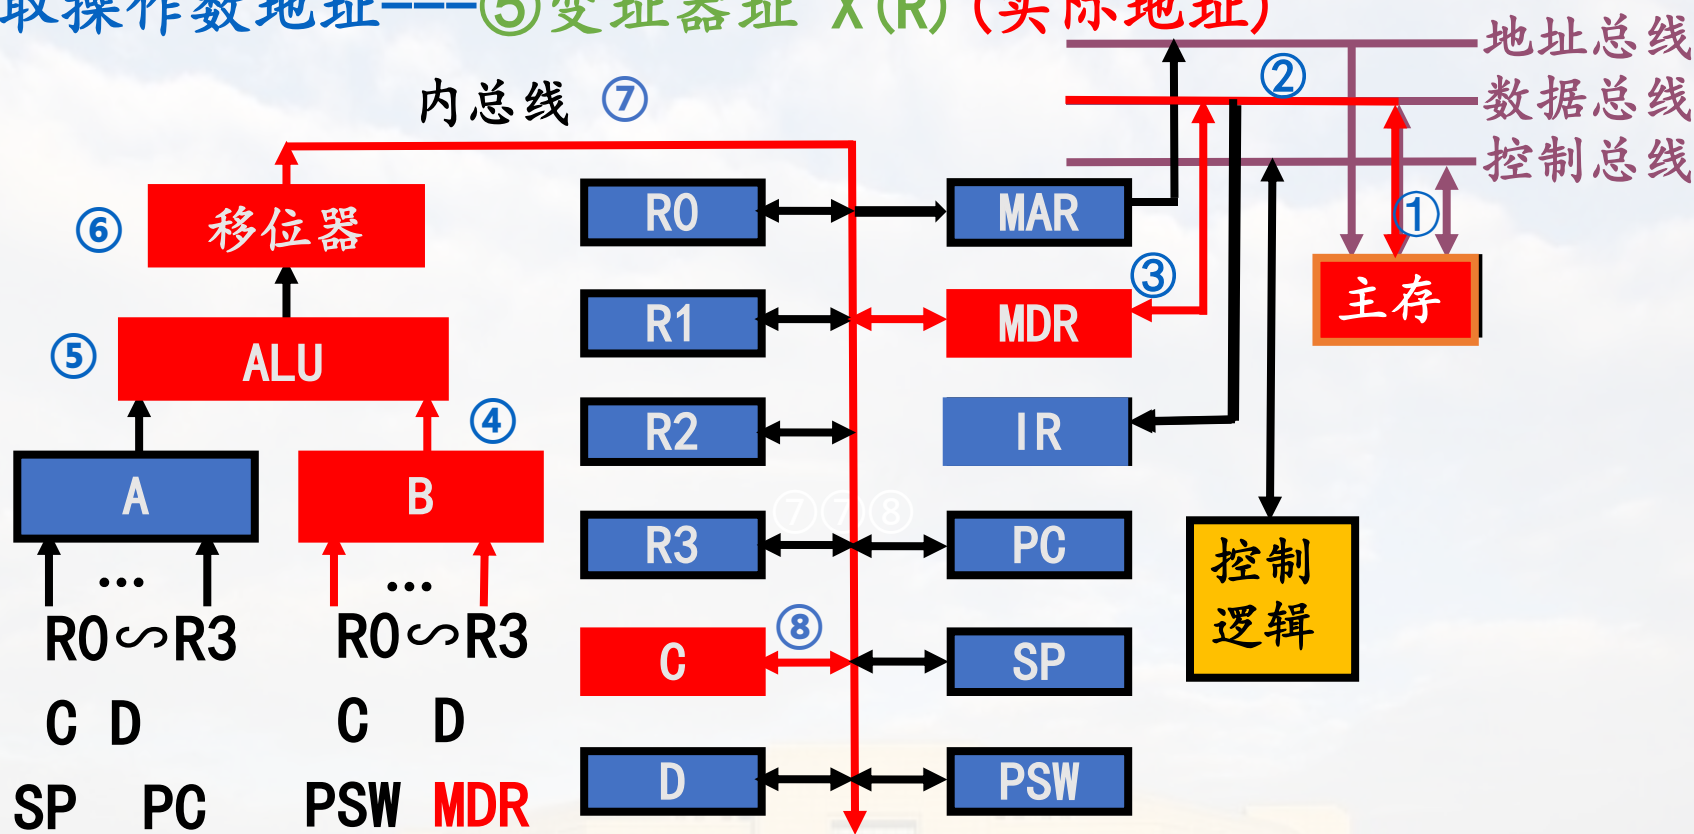 取操作数地址---⑤变址器址 X(R)(实际地址)
地址总线
②
内总线 ⑦
数据总线
控制总线
R0
MAR
①
⑥
移位器
③
主存
R1
MDR
⑤
ALU
④
R2
IR
A
B
⑦⑦⑧
R3
PC
控制
逻辑
...
...
R0∽R3
R0∽R3
⑧
C
SP
C D
C D
D
PSW
SP PC
PSW MDR